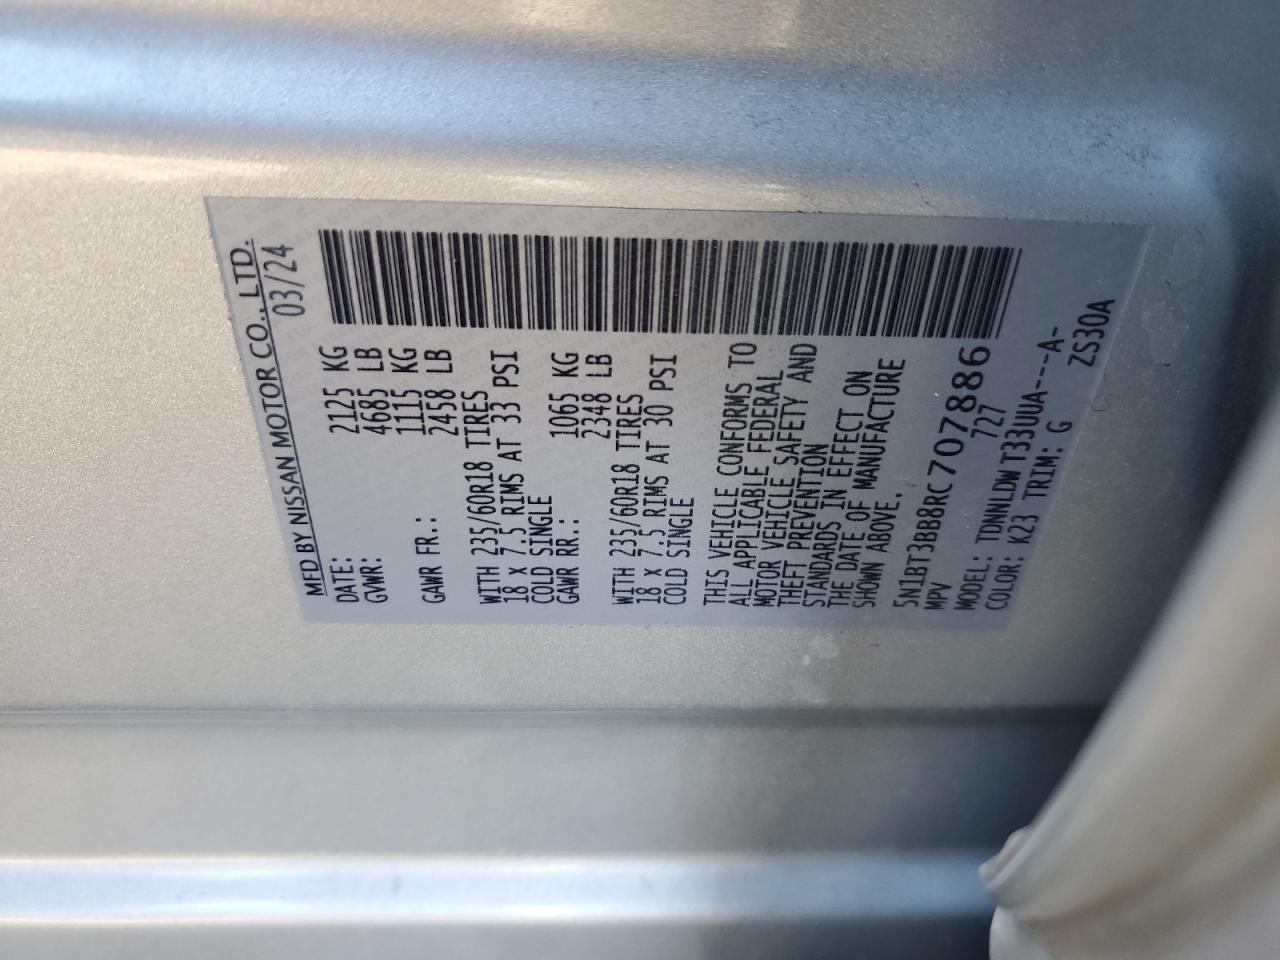 MFD BY NISSAN MOTOR CO., LTD.
DATE: 03/24
GVWR: 2125 KG
4685 LB
GAWR FR.: 1115 KG
2458 LB
WITH 235/60R18 TIRES
18 X 7.5 RIMS AT 33 PSI
COLD SINGLE
GAWR RR.: 1065 KG
2348 LB
WITH 235/60R18 TIRES
18 X 7.5 RIMS AT 30 PSI
COLD SINGLE
THIS VEHICLE CONFORMS TO
ALL APPLICABLE FEDERAL
MOTOR VEHICLE SAFETY AND
THEFT PREVENTION
STANDARDS IN EFFECT ON
THE DATE OF MANUFACTURE
SHOWN ABOVE.
5N1BT3BB8RC707886
MPV 727
MODEL: TDNNLDW T33UUA----A-
COLOR: K23 TRIM: G ZS30A